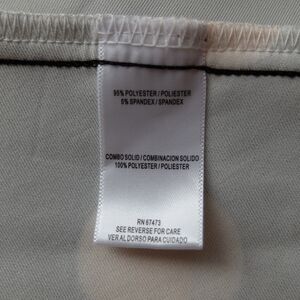 95% POLYESTER / POLIESTER
5% SPANDEX / SPANDEX
COMBO SOLID / COMBINACION SOLIDO
100% POLYESTER / POLIESTER
RN 67473
SEE REVERSE FOR CARE
VER AL DORSO PARA CUIDADO